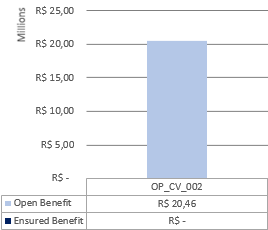 Millions
R$ 25,00
R$ 20,00
R$ 15,00
R$ 10,00
R$ 5,00
R$ -
OP_CV_002
Open Benefit R$ 20,46
Ensured Benefit R$ -